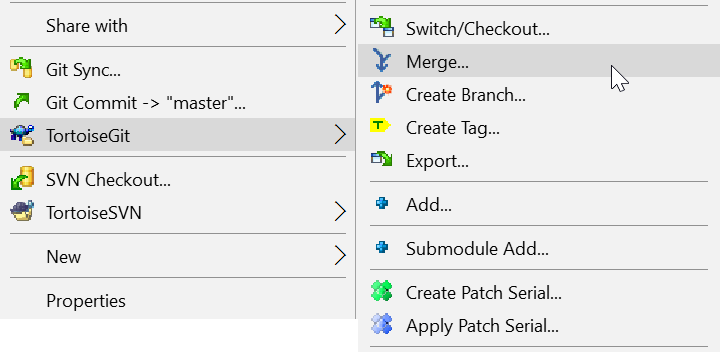 Share with
Git Sync...
Git Commit -> "master"...
TortoiseGit
SVN Checkout...
TortoiseSVN
New
Properties
Switch/Checkout...
Merge...
Create Branch...
Create Tag...
Export...
Add...
Submodule Add...
Create Patch Serial...
Apply Patch Serial...